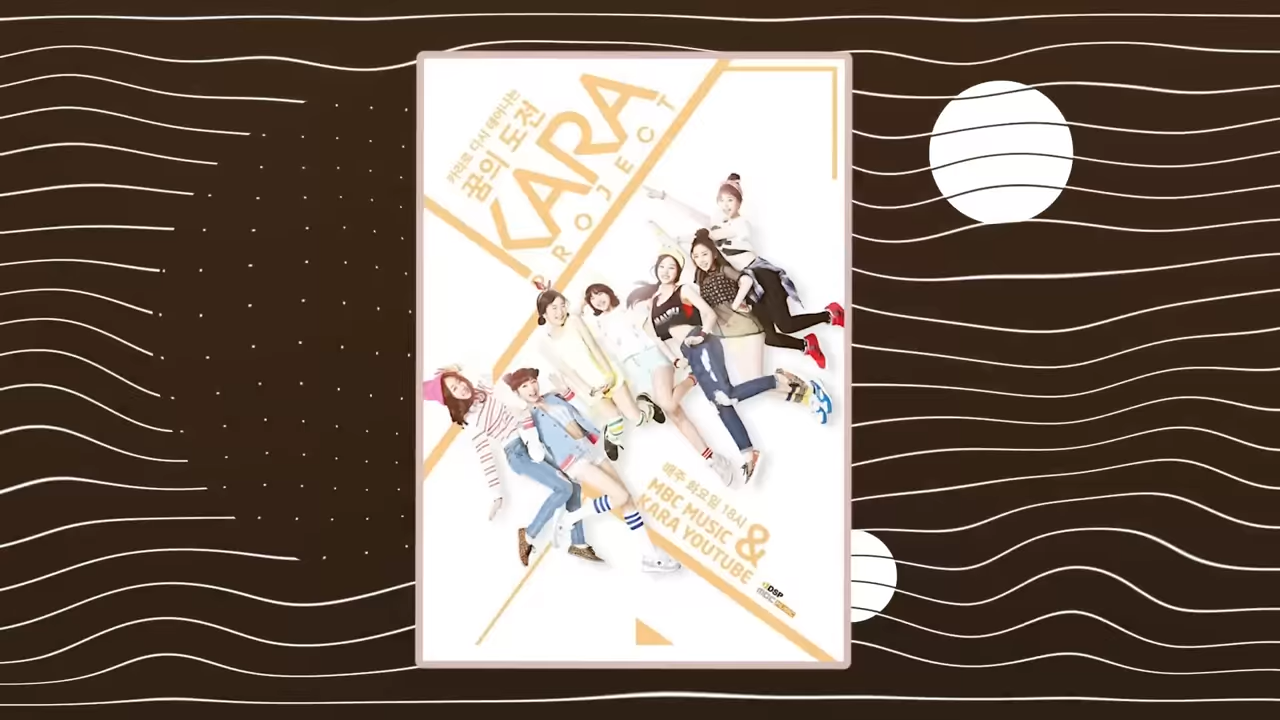 카라로 다시 태어나는
꿈의 도전
KARA
PROJECT
매주 화요일 18시
MBC MUSIC &
KARA YOUTUBE
DSP